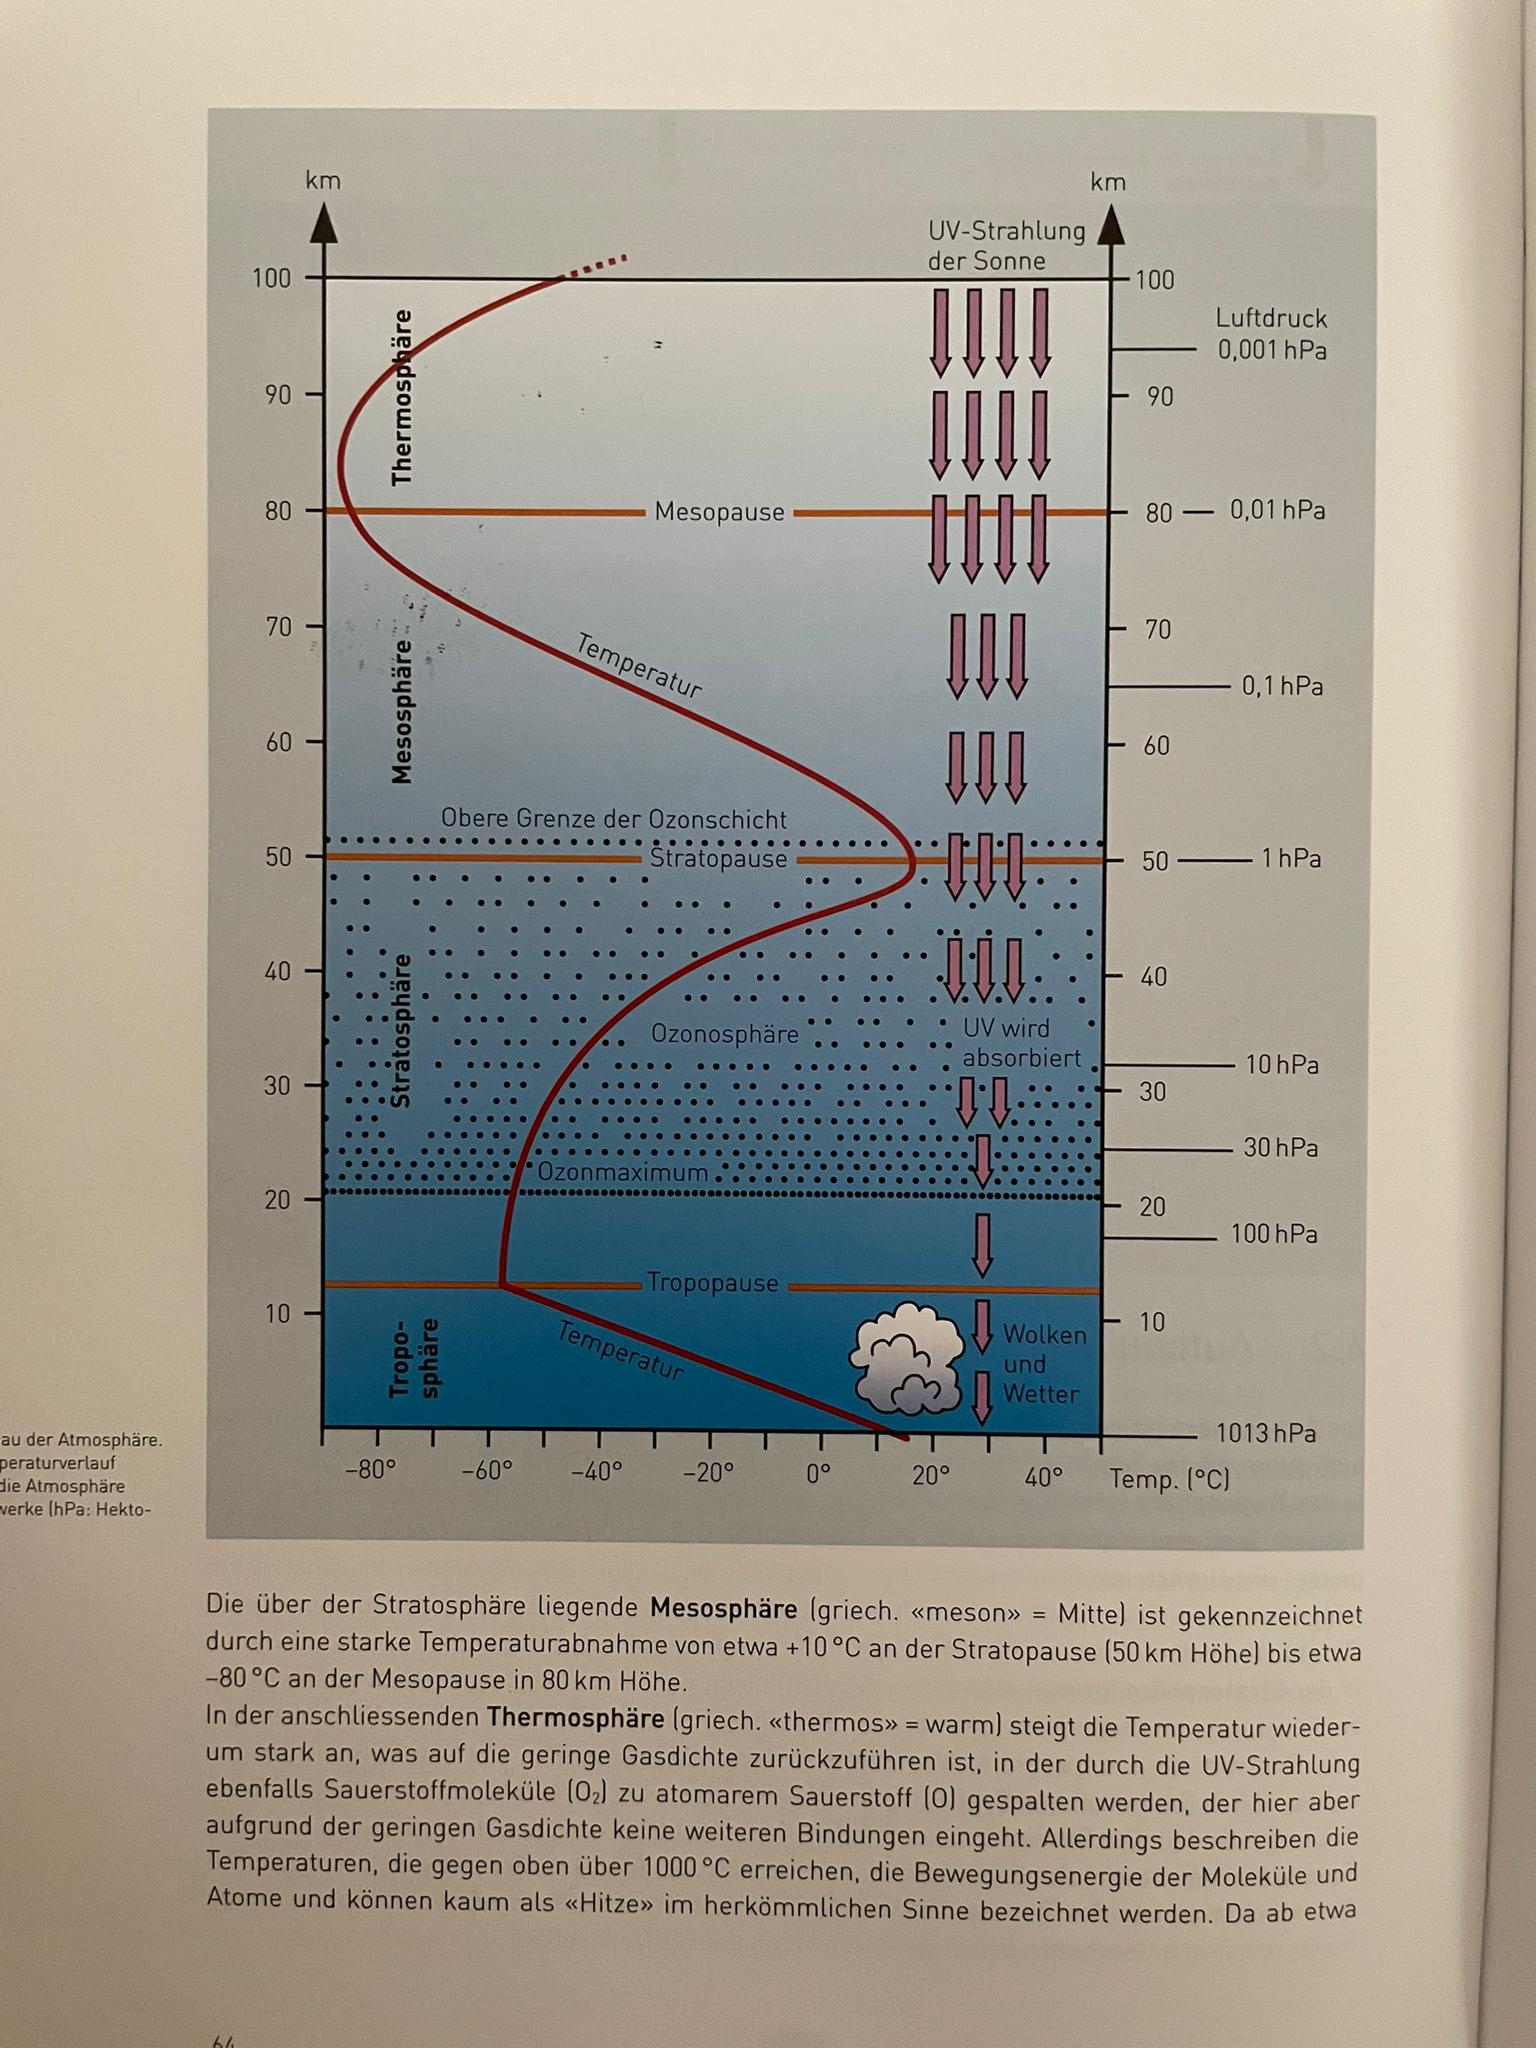 km
km
UV-Strahlung
der Sonne
100
100
Luftdruck
0,001 hPa
Thermosphäre
90
90
80
Mesopause
80
0,01 hPa
70
70
Temperatur
0,1 hPa
Mesosphäre
60
60
Obere Grenze der Ozonschicht
50
Stratopause
50
1 hPa
Stratosphäre
40
40
Ozonosphäre
UV wird
absorbiert
10 hPa
30
30
30 hPa
Ozonmaximum
20
20
100 hPa
Tropopause
10
10
Tropo-
sphäre
Temperatur
Wolken
und
Wetter
1013 hPa
-80°
-60°
-40°
-20°
0°
20°
40°
Temp. (°C)
au der Atmosphäre.
peraturverlauf
die Atmosphäre
werke (hPa: Hekto-
Die über der Stratosphäre liegende Mesosphäre (griech. «meson» = Mitte) ist gekennzeichnet
durch eine starke Temperaturabnahme von etwa +10 °C an der Stratopause (50 km Höhe) bis etwa
–80 °C an der Mesopause in 80 km Höhe.
In der anschliessenden Thermosphäre (griech. «thermos» = warm) steigt die Temperatur wieder-
um stark an, was auf die geringe Gasdichte zurückzuführen ist, in der durch die UV-Strahlung
ebenfalls Sauerstoffmoleküle (O₂) zu atomarem Sauerstoff (O) gespalten werden, der hier aber
aufgrund der geringen Gasdichte keine weiteren Bindungen eingeht. Allerdings beschreiben die
Temperaturen, die gegen oben über 1000 °C erreichen, die Bewegungsenergie der Moleküle und
Atome und können kaum als «Hitze» im herkömmlichen Sinne bezeichnet werden. Da ab etwa
64